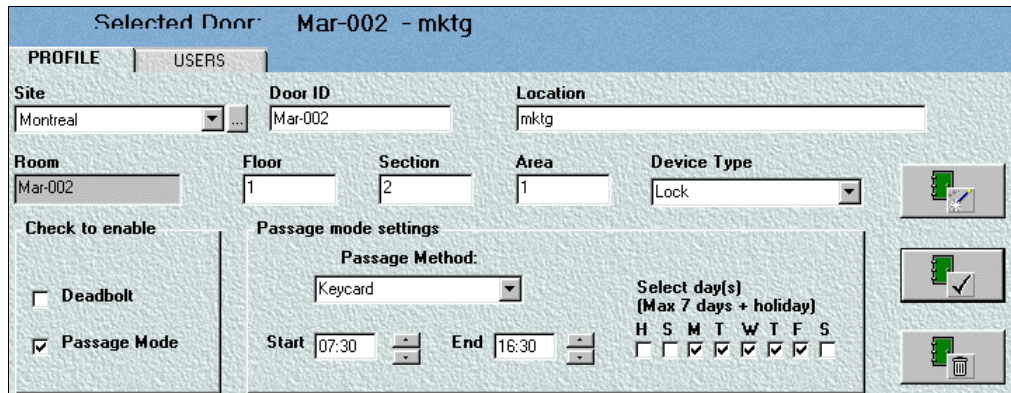 Selected Door: Mar-002 - mktg
PROFILE USERS
Site Door ID Location
Montreal ... Mar-002 mktg
Room Floor Section Area Device Type
Mar-002 1 2 1 Lock
Check to enable Passage mode settings
Passage Method:
Keycard
Select day(s)
Deadbolt
(Max 7 days + holiday)
H S M T W T F S
Passage Mode Start 07:30 End 16:30